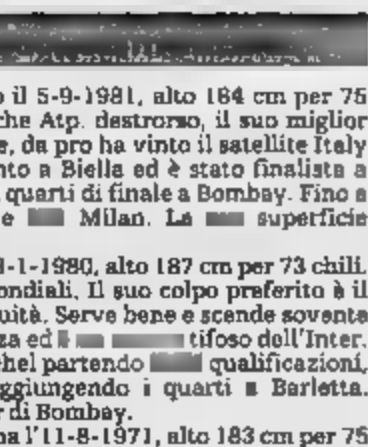 o il 5-9-1981, alto 184 cm per 75
che Atp. destrorso, il suo miglior
e, da pro ha vinto il satellite Italy
nto a Biella ed è stato finalista a
quarti di finale a Bombay. Fino a
e Milan. La superficie
1-1-1980, alto 187 cm per 73 chili.
ondiali. Il suo colpo preferito è il
uità. Serve bene e scende sovente
za ed tifoso dell'Inter.
hel partendo qualificazioni,
ggiungendo i quarti a Barletta.
r di Bombay.
na l'11-8-1971, alto 183 cm per 75